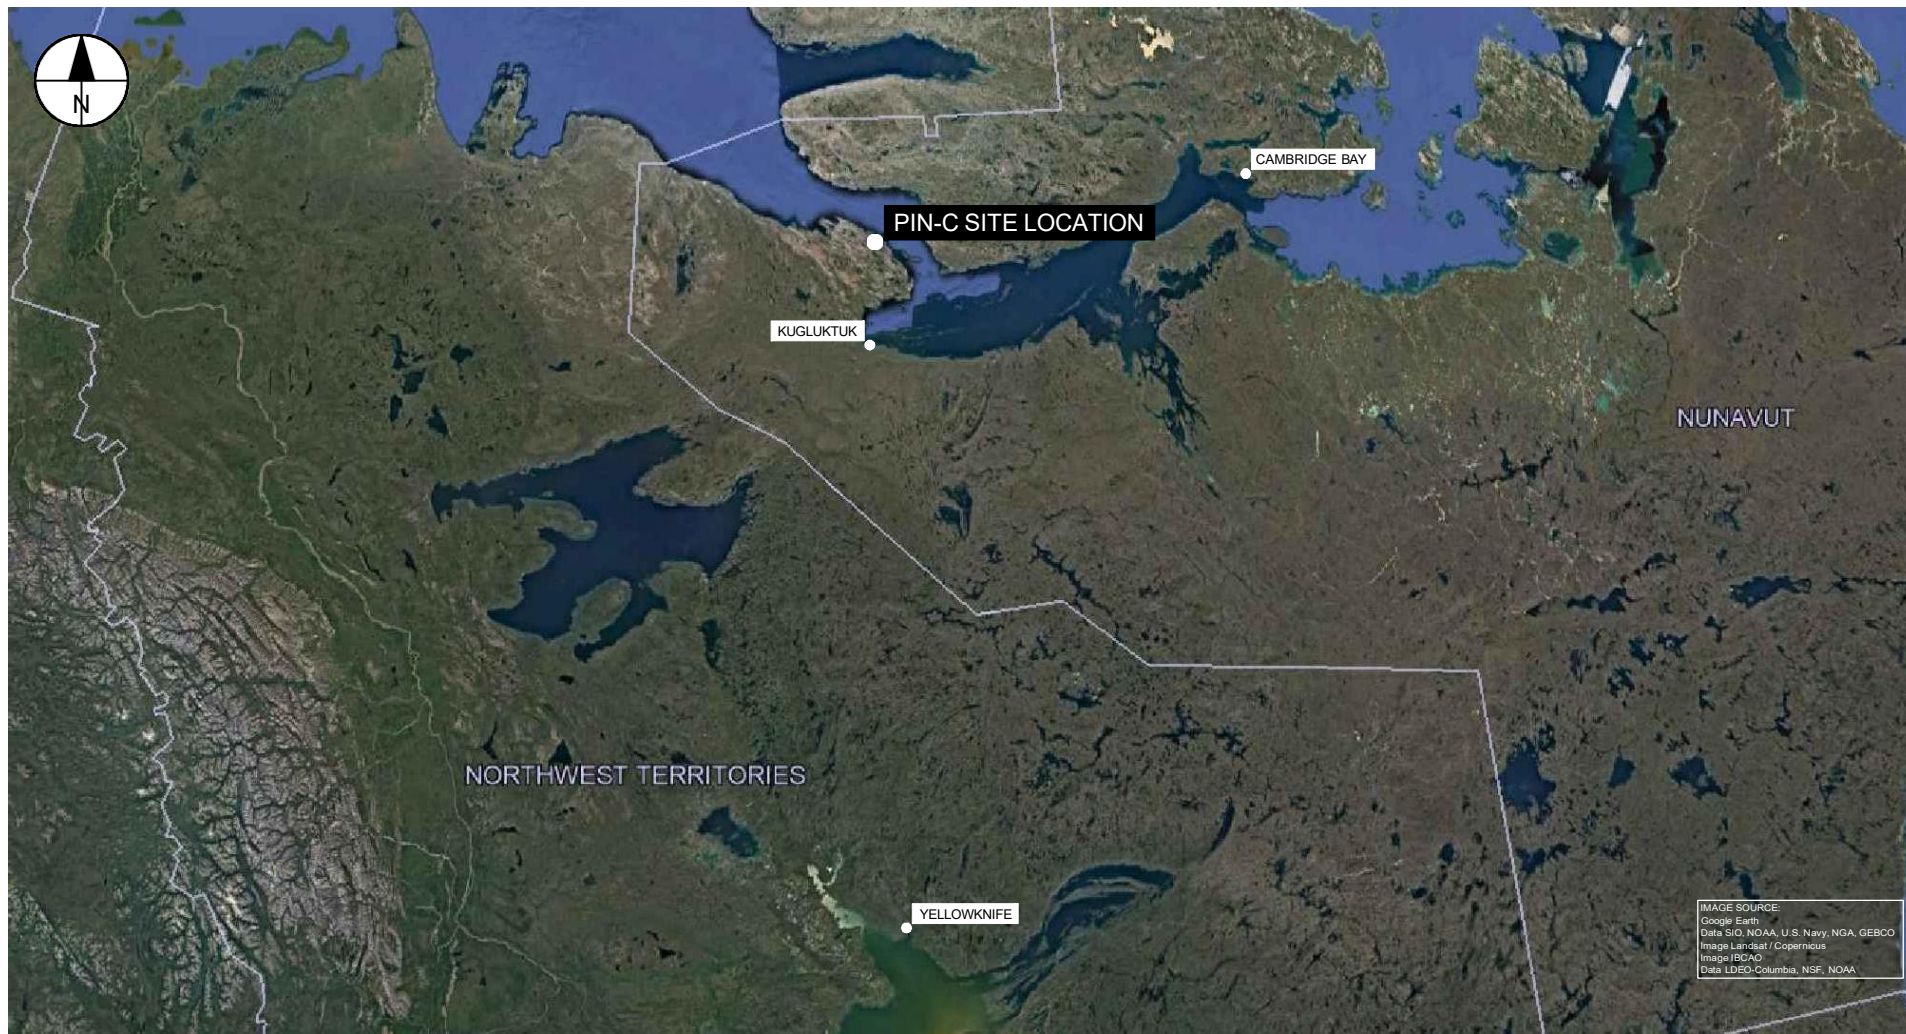 N
CAMBRIDGE BAY
PIN-C SITE LOCATION
KUGLUKTUK
NUNAVUT
NORTHWEST TERRITORIES
YELLOWKNIFE
IMAGE SOURCE:
Google Earth
Data SIO, NOAA, U.S. Navy, NGA, GEBCO
Image Landsat / Copernicus
Image IBCAO
Data LDEO-Columbia, NSF, NOAA